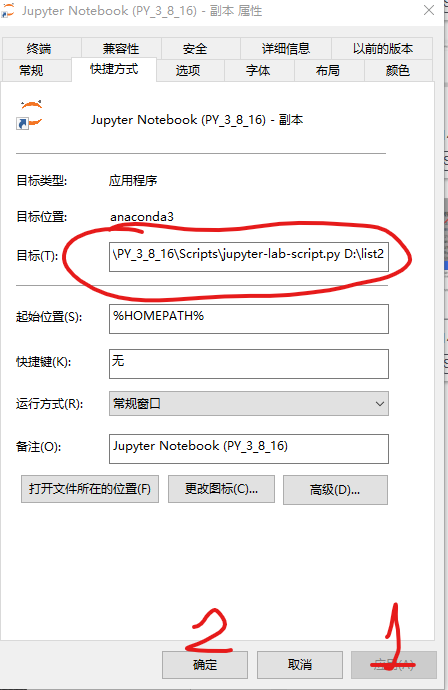 Jupyter Notebook (PY_3_8_16) - 副本 属性
终端 兼容性 安全 详细信息 以前的版本
常规 快捷方式 选项 字体 布局 颜色
Jupyter Notebook (PY_3_8_16) - 副本
目标类型: 应用程序
目标位置: anaconda3
目标(T): \PY_3_8_16\Scripts\jupyter-lab-script.py D:\list2
起始位置(S): %HOMEPATH%
快捷键(K): 无
运行方式(R): 常规窗口
备注(O): Jupyter Notebook (PY_3_8_16)
打开文件所在的位置(F) 更改图标(C)... 高级(D)...
2 1
确定 取消 应用(A)